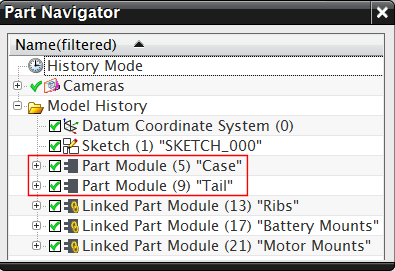 Part Navigator
Name(filtered)
History Mode
Cameras
Model History
Datum Coordinate System (0)
Sketch (1) "SKETCH_000"
Part Module (5) "Case"
Part Module (9) "Tail"
Linked Part Module (13) "Ribs"
Linked Part Module (17) "Battery Mounts"
Linked Part Module (21) "Motor Mounts"